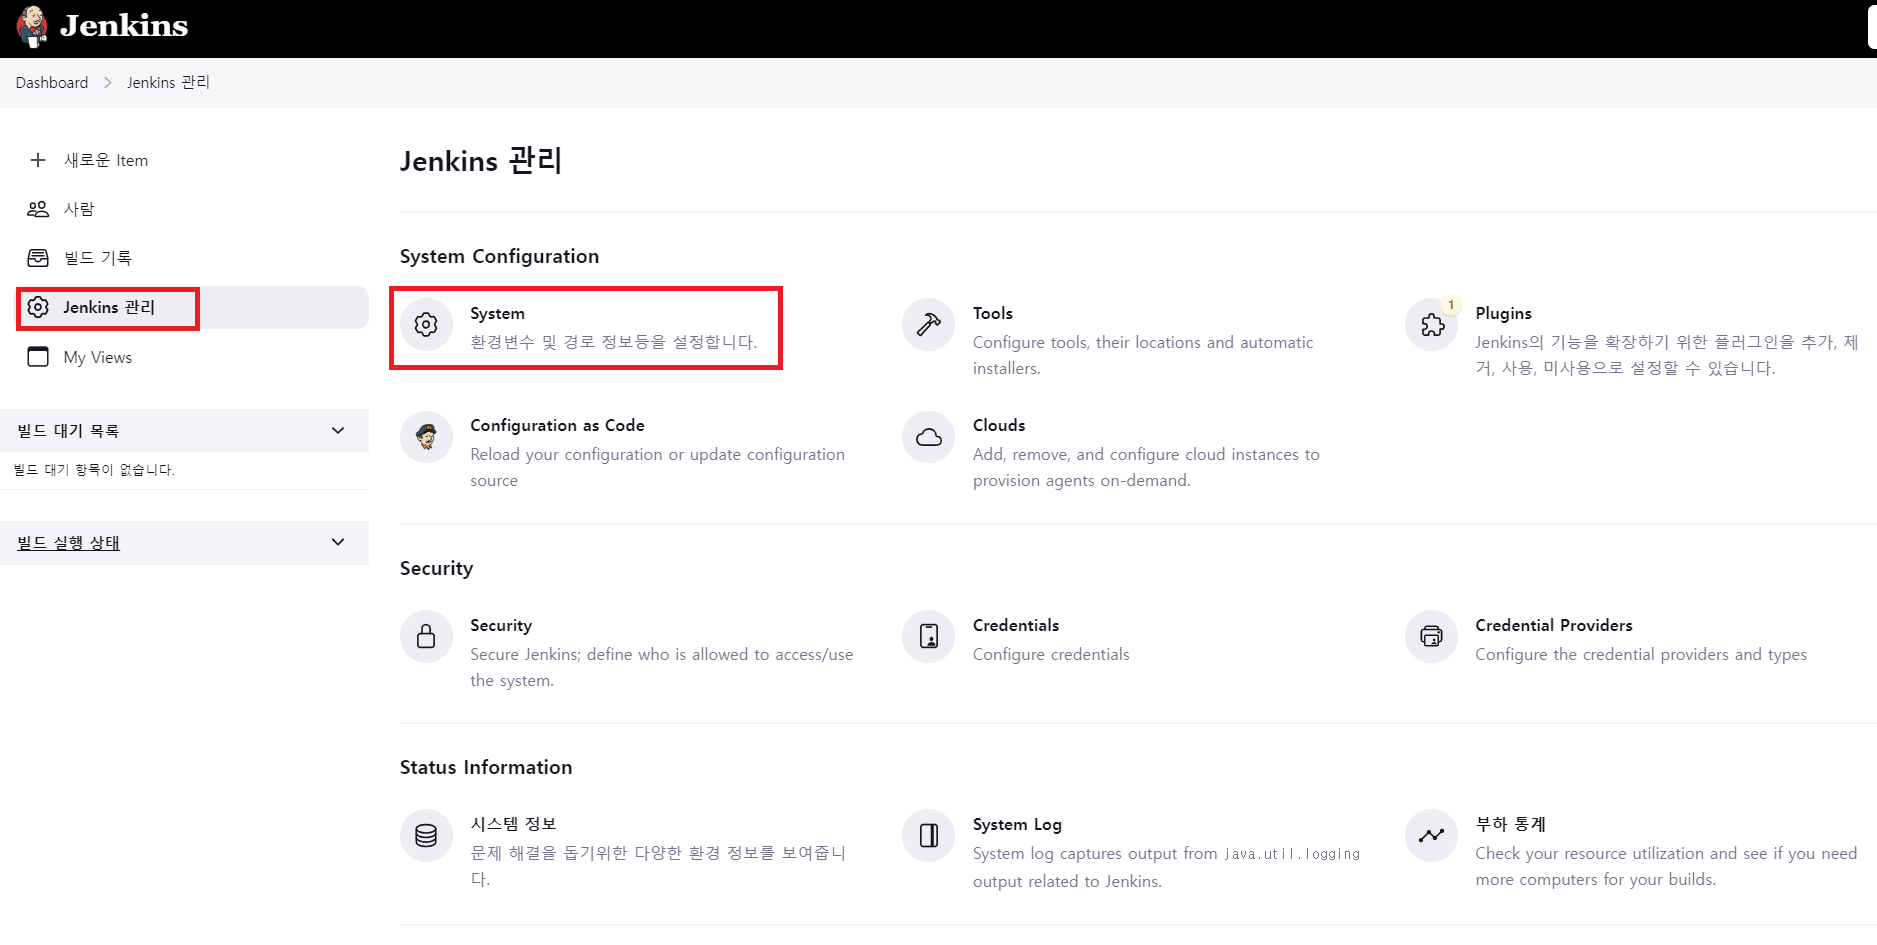 Jenkins
Dashboard > Jenkins 관리
새로운 Item
사람
빌드 기록
Jenkins 관리
My Views
빌드 대기 목록
빌드 대기 항목이 없습니다.
빌드 실행 상태
Jenkins 관리
System Configuration
System
환경변수 및 경로 정보등을 설정합니다.
Tools
Configure tools, their locations and automatic
installers.
1
Plugins
Jenkins의 기능을 확장하기 위한 플러그인을 추가, 제
거, 사용, 미사용으로 설정할 수 있습니다.
Configuration as Code
Reload your configuration or update configuration
source
Clouds
Add, remove, and configure cloud instances to
provision agents on-demand.
Security
Security
Secure Jenkins; define who is allowed to access/use
the system.
Credentials
Configure credentials
Credential Providers
Configure the credential providers and types
Status Information
시스템 정보
문제 해결을 돕기위한 다양한 환경 정보를 보여줍니
다.
System Log
System log captures output from java.util.logging
output related to Jenkins.
부하 통계
Check your resource utilization and see if you need
more computers for your builds.